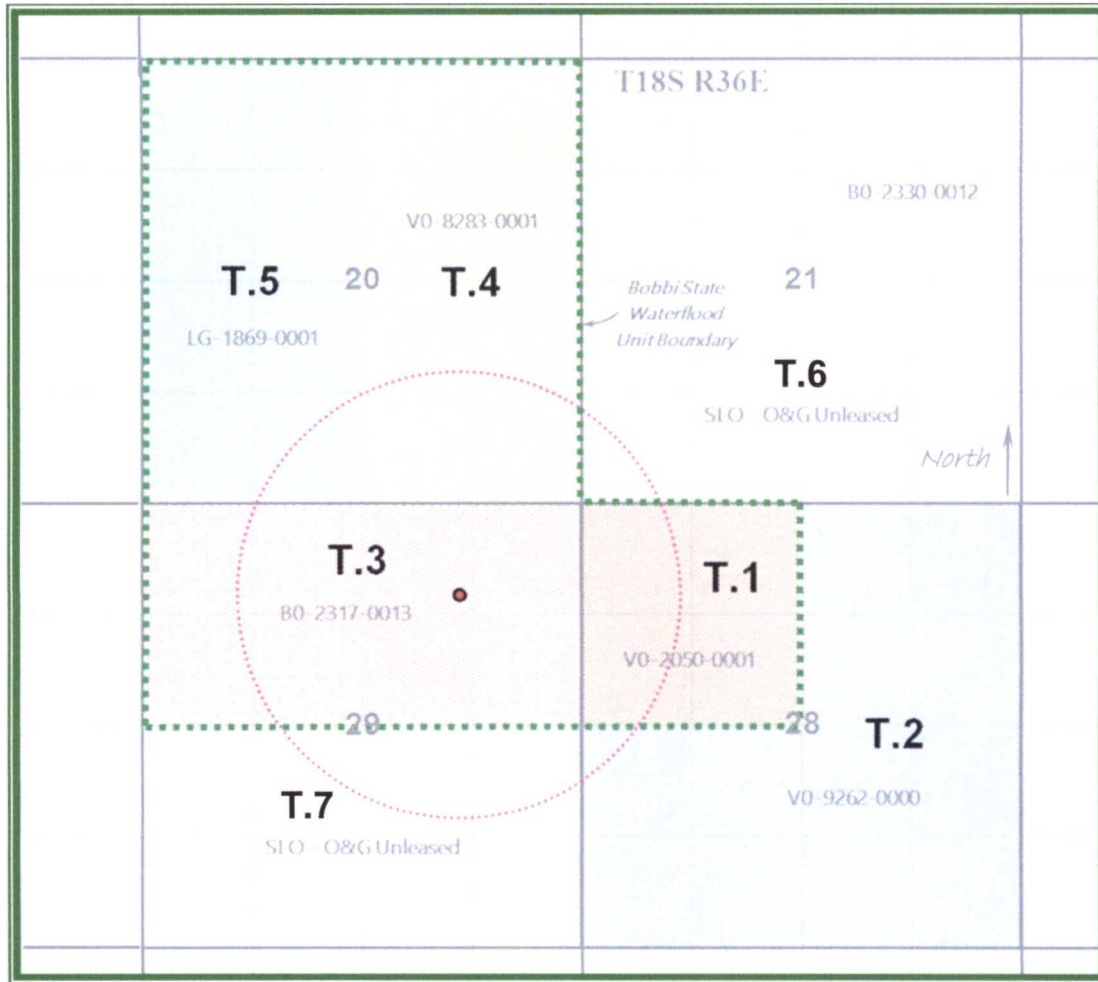 T18S R36E
B0-2330-0012
V0-8283-0001
T.5
20
T.4
21
Bobbi State
Waterflood
Unit Boundary
LG-1869-0001
T.6
SLO - O&G Unleased
North
T.3
T.1
B0-2317-0013
V0-2050-0001
29
28
T.2
V0-9262-0000
T.7
SLO - O&G Unleased